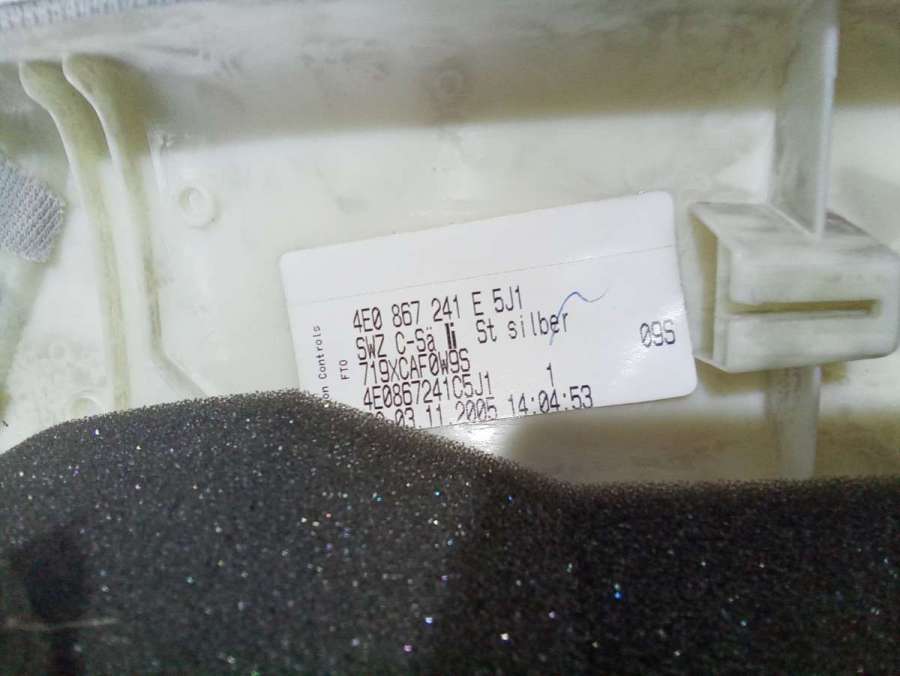 4E0 867 241 E 5J1
SWZ C-Sä li St silber
09S
719XCAF0W9S
4E0867241C5J1 1
03.11.2005 14:04:53
on Controls
FTO